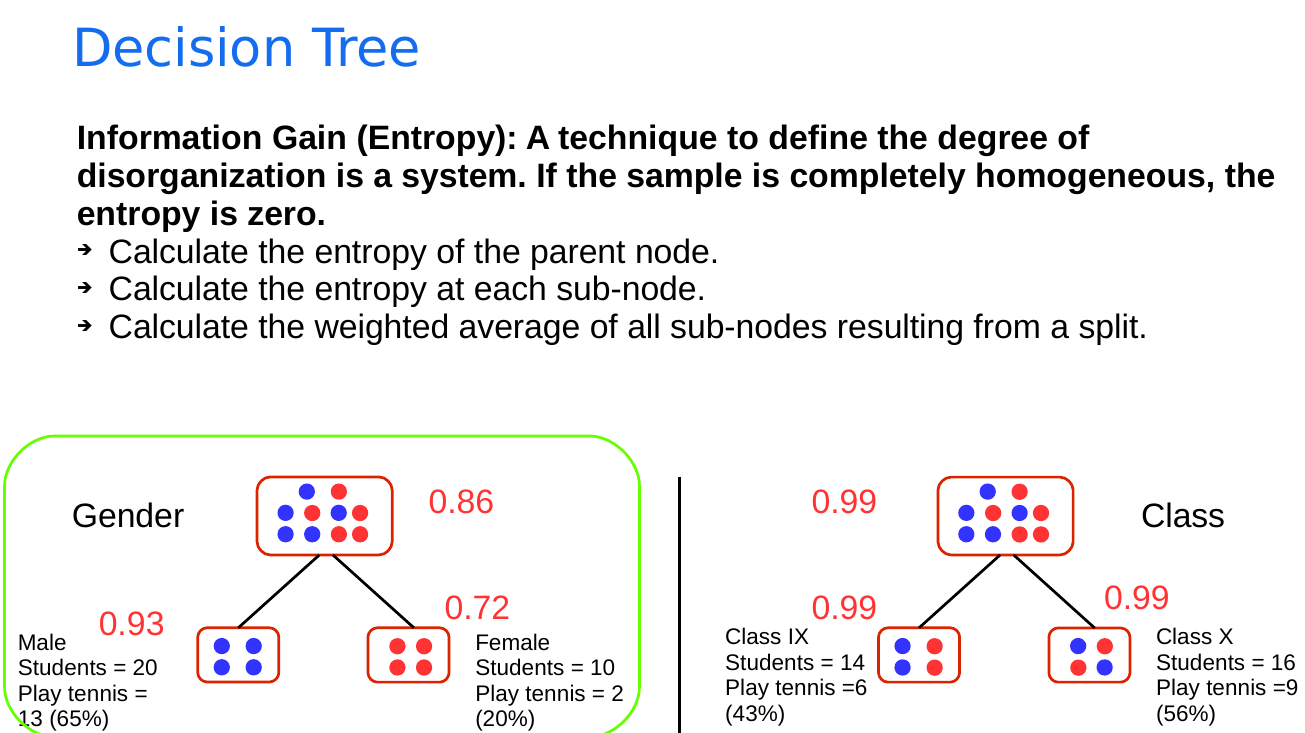 Decision Tree
Information Gain (Entropy): A technique to define the degree of
disorganization is a system. If the sample is completely homogeneous, the
entropy is zero.
➔ Calculate the entropy of the parent node.
➔ Calculate the entropy at each sub-node.
➔ Calculate the weighted average of all sub-nodes resulting from a split.
Gender
0.86
0.93
0.72
Male
Students = 20
Play tennis =
13 (65%)
Female
Students = 10
Play tennis = 2
(20%)
0.99
Class
0.99
0.99
Class IX
Students = 14
Play tennis =6
(43%)
Class X
Students = 16
Play tennis =9
(56%)